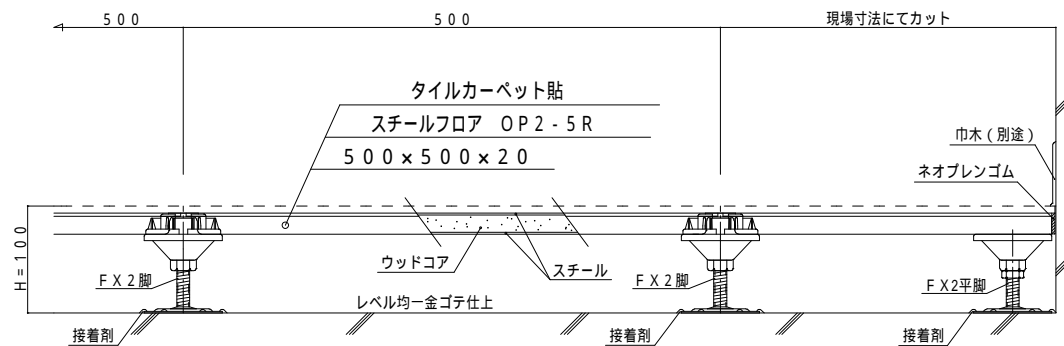 500
500
現場寸法にてカット
タイルカーペット貼
スチールフロア OP2-5R
500×500×20
巾木(別途)
ネオプレンゴム
H=100
ウッドコア
スチール
FX2脚
FX2脚
FX2平脚
レベル均一金ゴテ仕上
接着剤
接着剤
接着剤